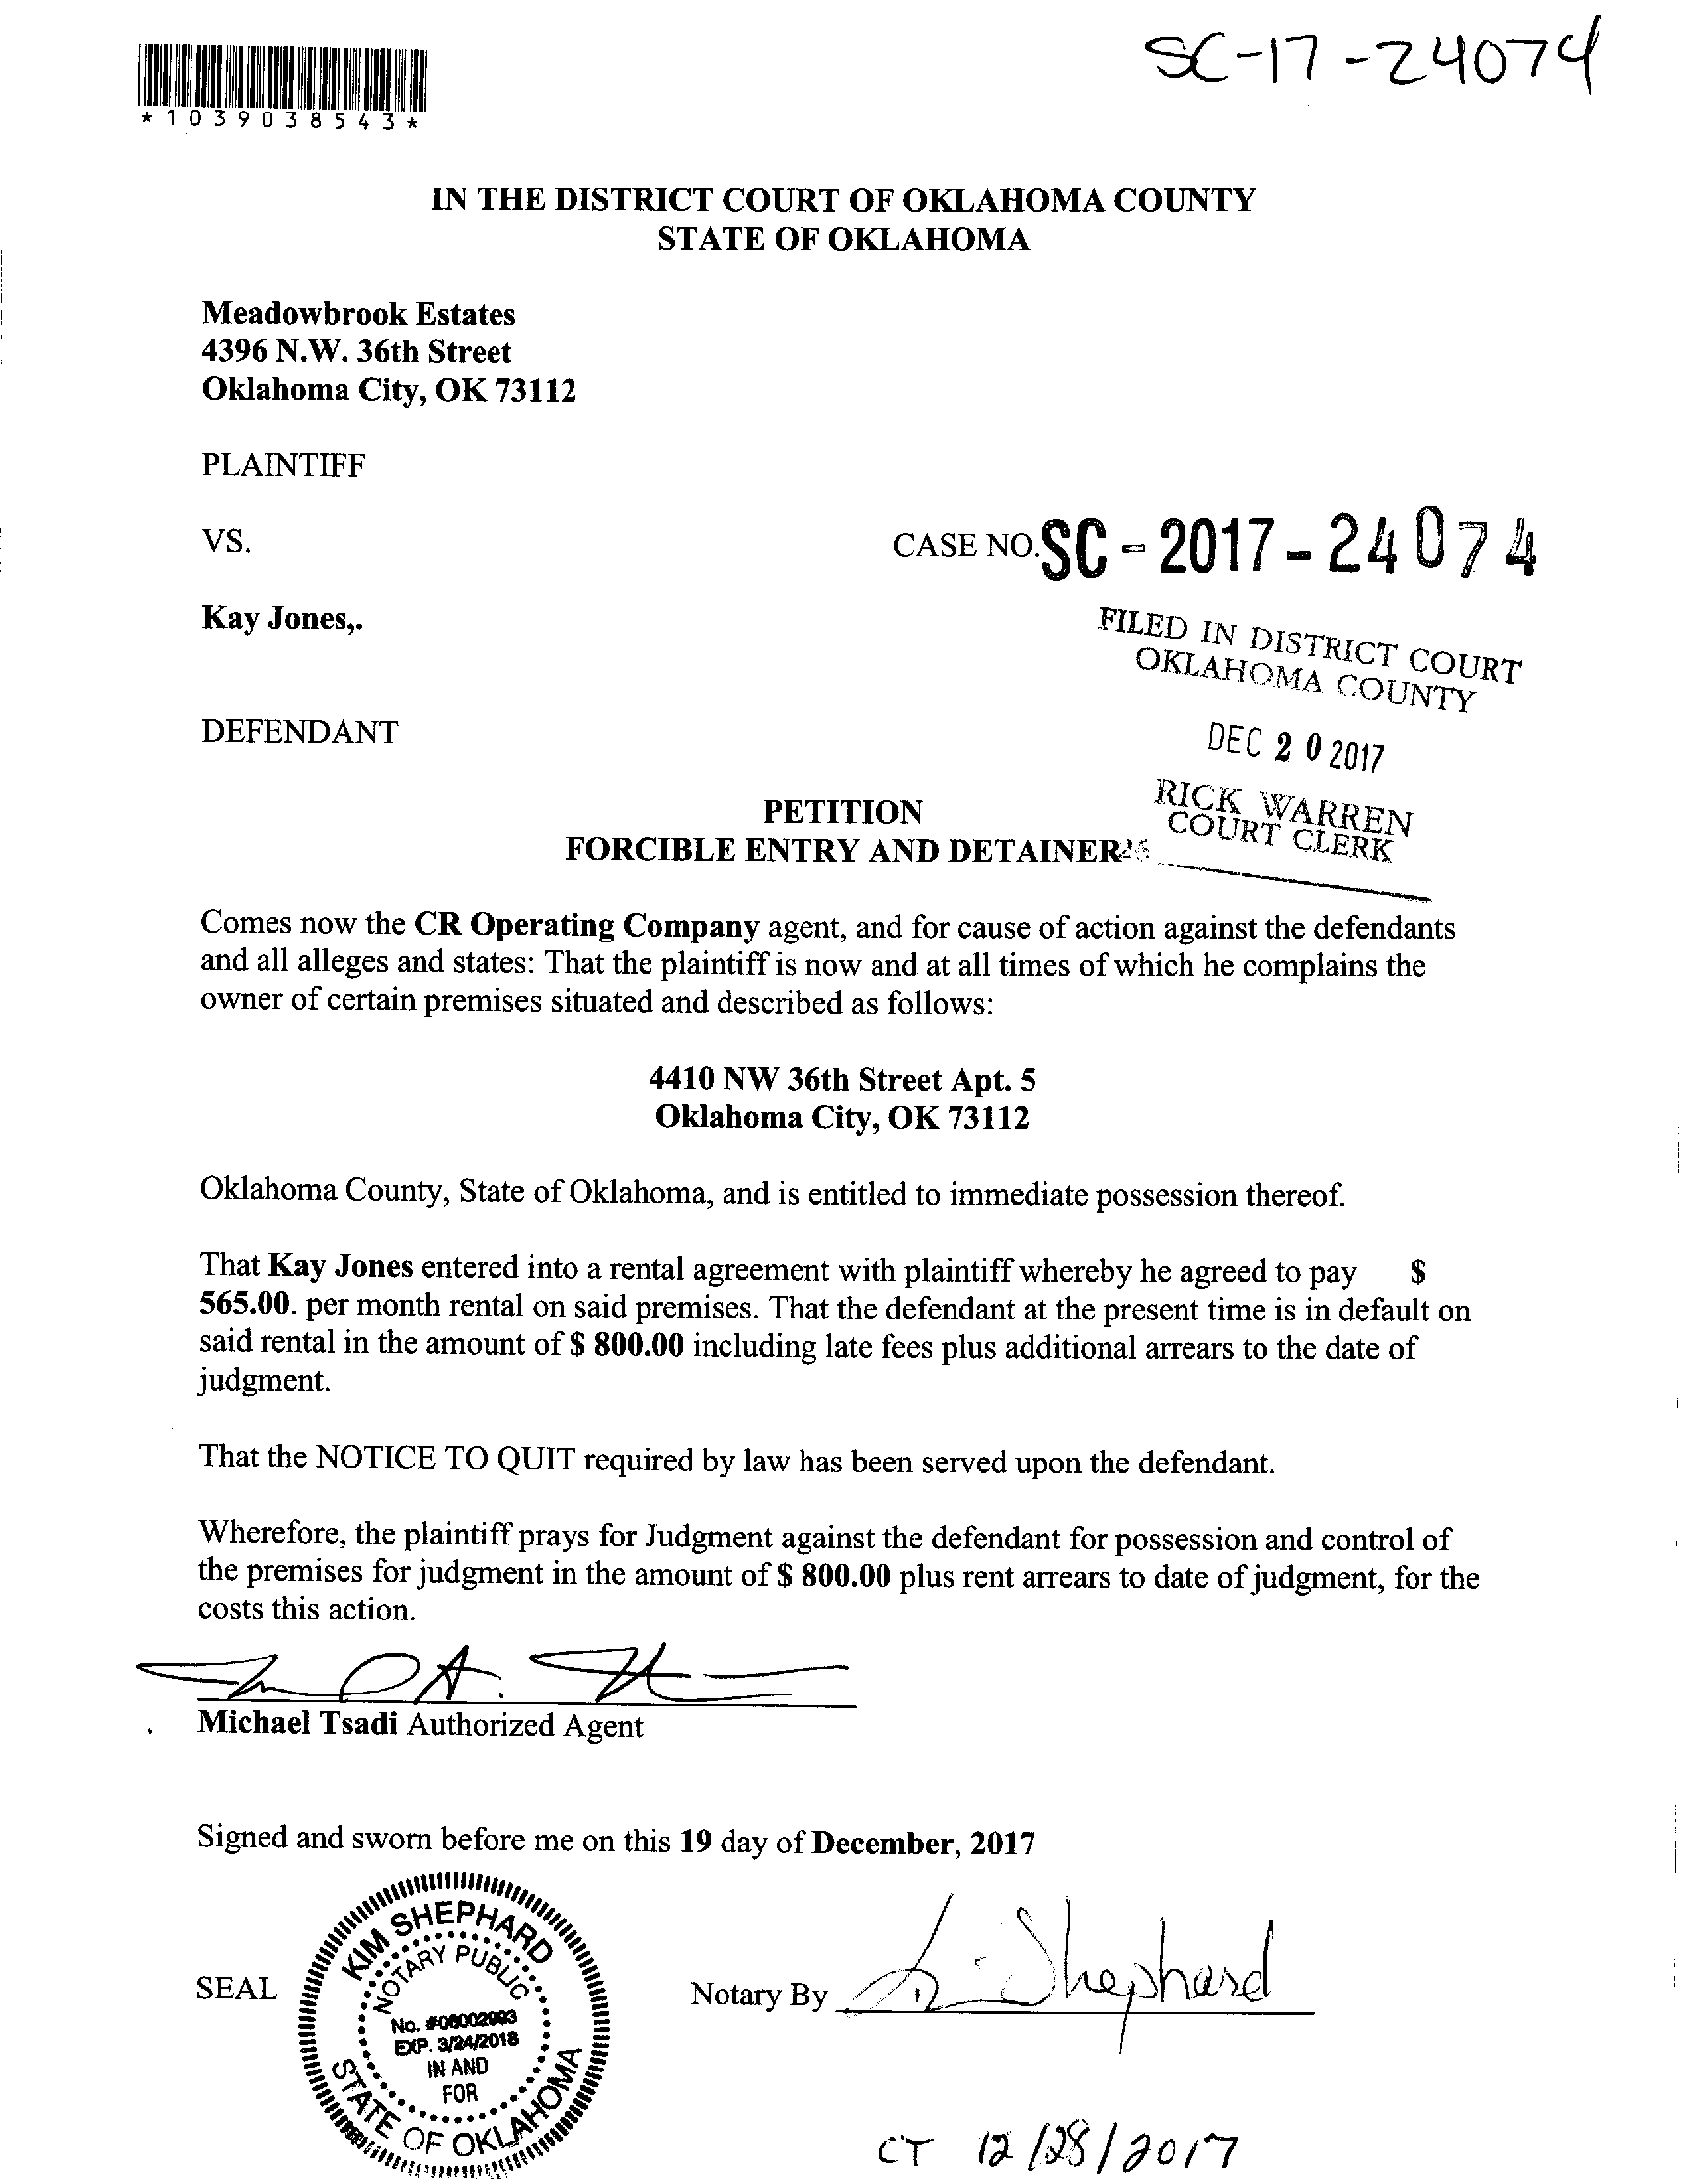 SC-17-24074
*1039038543*
IN THE DISTRICT COURT OF OKLAHOMA COUNTY
STATE OF OKLAHOMA
Meadowbrook Estates
4396 N.W. 36th Street
Oklahoma City, OK 73112
PLAINTIFF
VS.
CASE NO. SC-2017-24074
Kay Jones,.
FILED IN DISTRICT COURT
OKLAHOMA COUNTY
DEFENDANT
DEC 20 2017
RICK WARREN
COURT CLERK
PETITION
FORCIBLE ENTRY AND DETAINER
Comes now the CR Operating Company agent, and for cause of action against the defendants
and all alleges and states: That the plaintiff is now and at all times of which he complains the
owner of certain premises situated and described as follows:
4410 NW 36th Street Apt. 5
Oklahoma City, OK 73112
Oklahoma County, State of Oklahoma, and is entitled to immediate possession thereof.
That Kay Jones entered into a rental agreement with plaintiff whereby he agreed to pay $
565.00. per month rental on said premises. That the defendant at the present time is in default on
said rental in the amount of $ 800.00 including late fees plus additional arrears to the date of
judgment.
That the NOTICE TO QUIT required by law has been served upon the defendant.
Wherefore, the plaintiff prays for Judgment against the defendant for possession and control of
the premises for judgment in the amount of $ 800.00 plus rent arrears to date of judgment, for the
costs this action.
Michael Tsadi Authorized Agent
Signed and sworn before me on this 19 day of December, 2017
SEAL
KIM SHEPHARD
NOTARY PUBLIC
No. #06002993
EXP. 3/24/2018
IN AND
FOR
STATE OF OKLAHOMA
Notary By K. Shephard
CT 12/28/2017